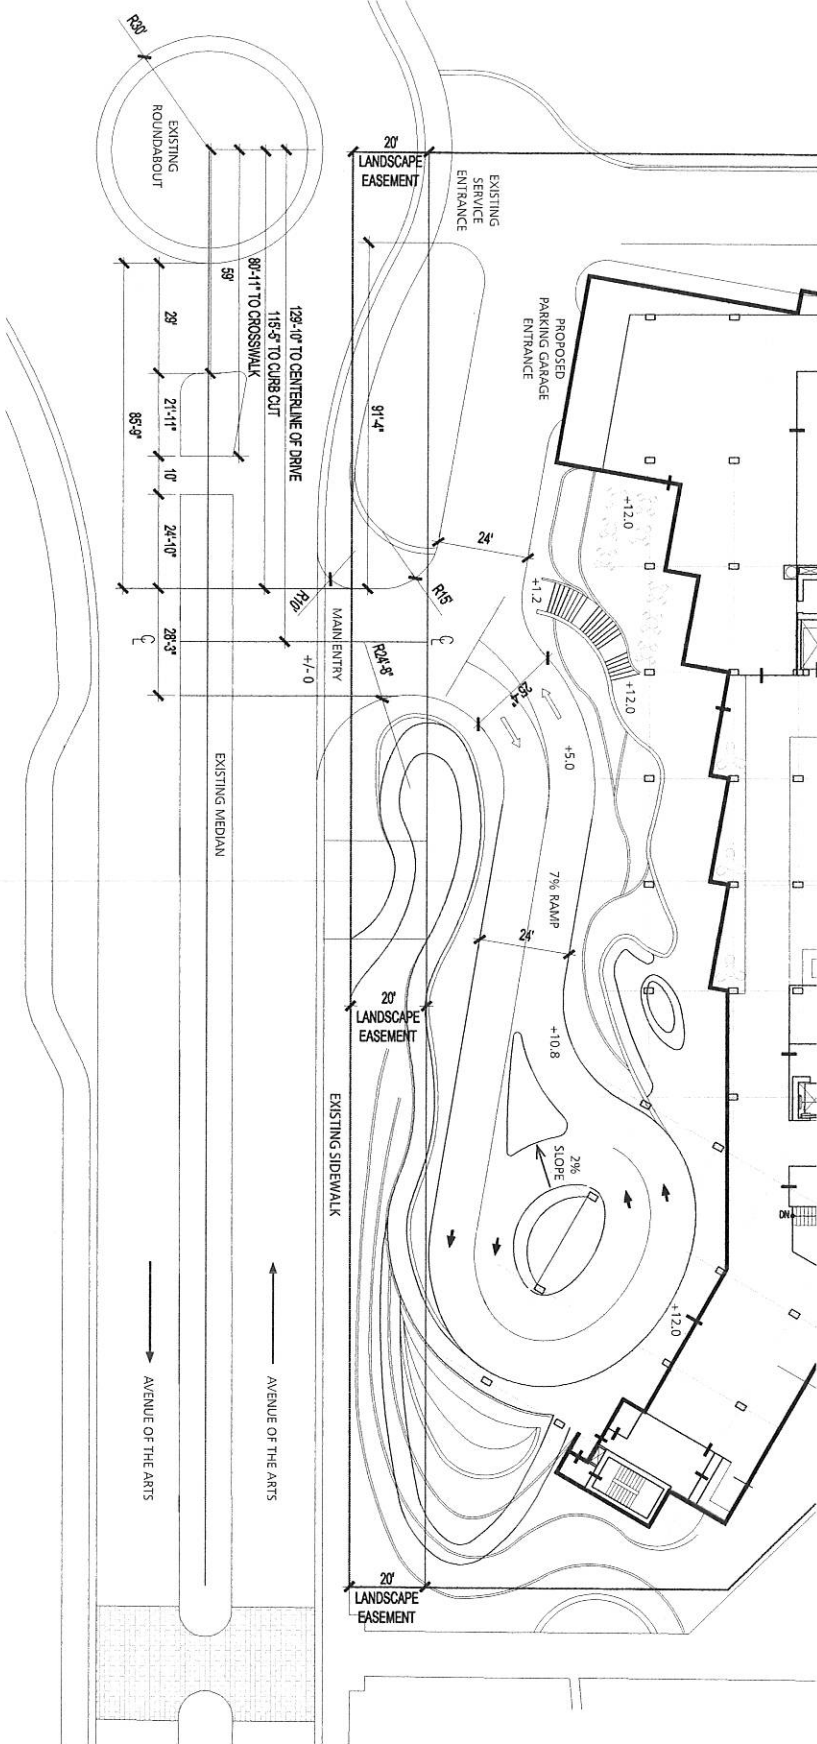 R30'
EXISTING
ROUNDABOUT
20'
LANDSCAPE
EASEMENT
EXISTING
SERVICE
ENTRANCE
PROPOSED
PARKING GARAGE
ENTRANCE
59'
80'-11" TO CROSSWALK
115'-5" TO CURB CUT
129'-10" TO CENTERLINE OF DRIVE
29'
21'-11"
10'
24'-10"
28'-3"
85'-9"
91'-4"
24'
R15'
R10'
+12.0
+1.2
+12.0
MAIN ENTRY
+/- 0
R24'-8"
+5.0
EXISTING MEDIAN
7% RAMP
24'
20'
LANDSCAPE
EASEMENT
+10.8
2%
SLOPE
EXISTING SIDEWALK
DN
+12.0
AVENUE OF THE ARTS
AVENUE OF THE ARTS
20'
LANDSCAPE
EASEMENT